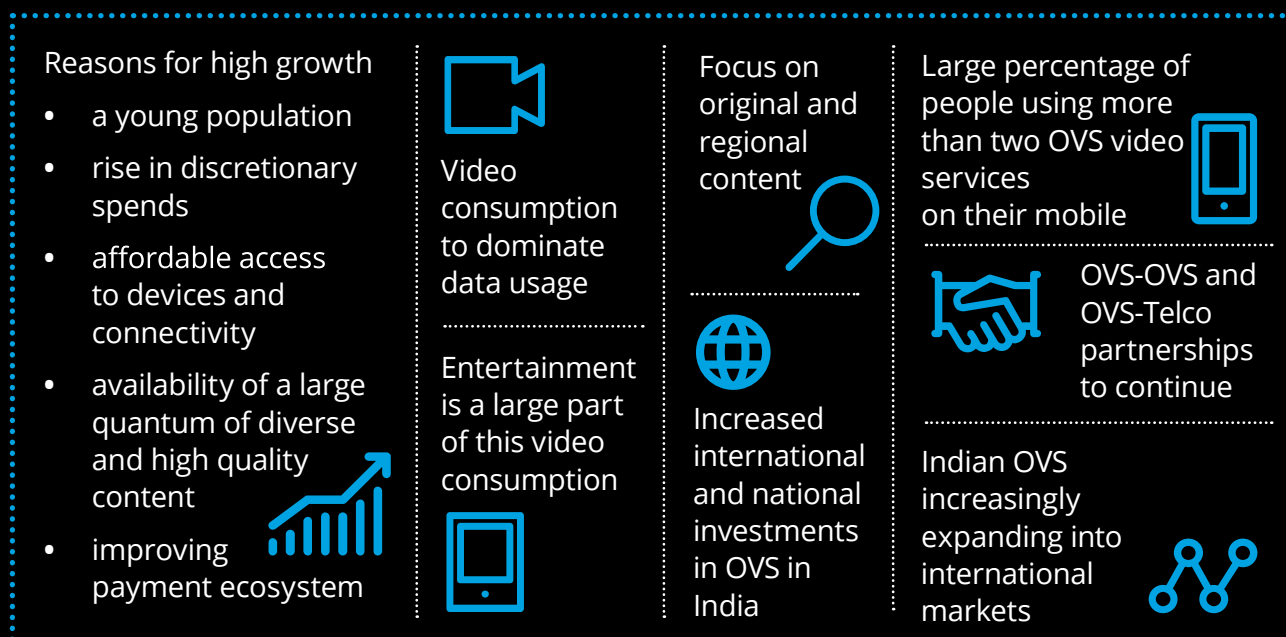 Reasons for high growth
• a young population
• rise in discretionary
spends
• affordable access
to devices and
connectivity
• availability of a large
quantum of diverse
and high quality
content
• improving
payment ecosystem
Video
consumption
to dominate
data usage
Entertainment
is a large part
of this video
consumption
Focus on
original and
regional
content
Increased
international
and national
investments
in OVS in
India
Large percentage of
people using more
than two OVS video
services
on their mobile
OVS-OVS and
OVS-Telco
partnerships
to continue
Indian OVS
increasingly
expanding into
international
markets